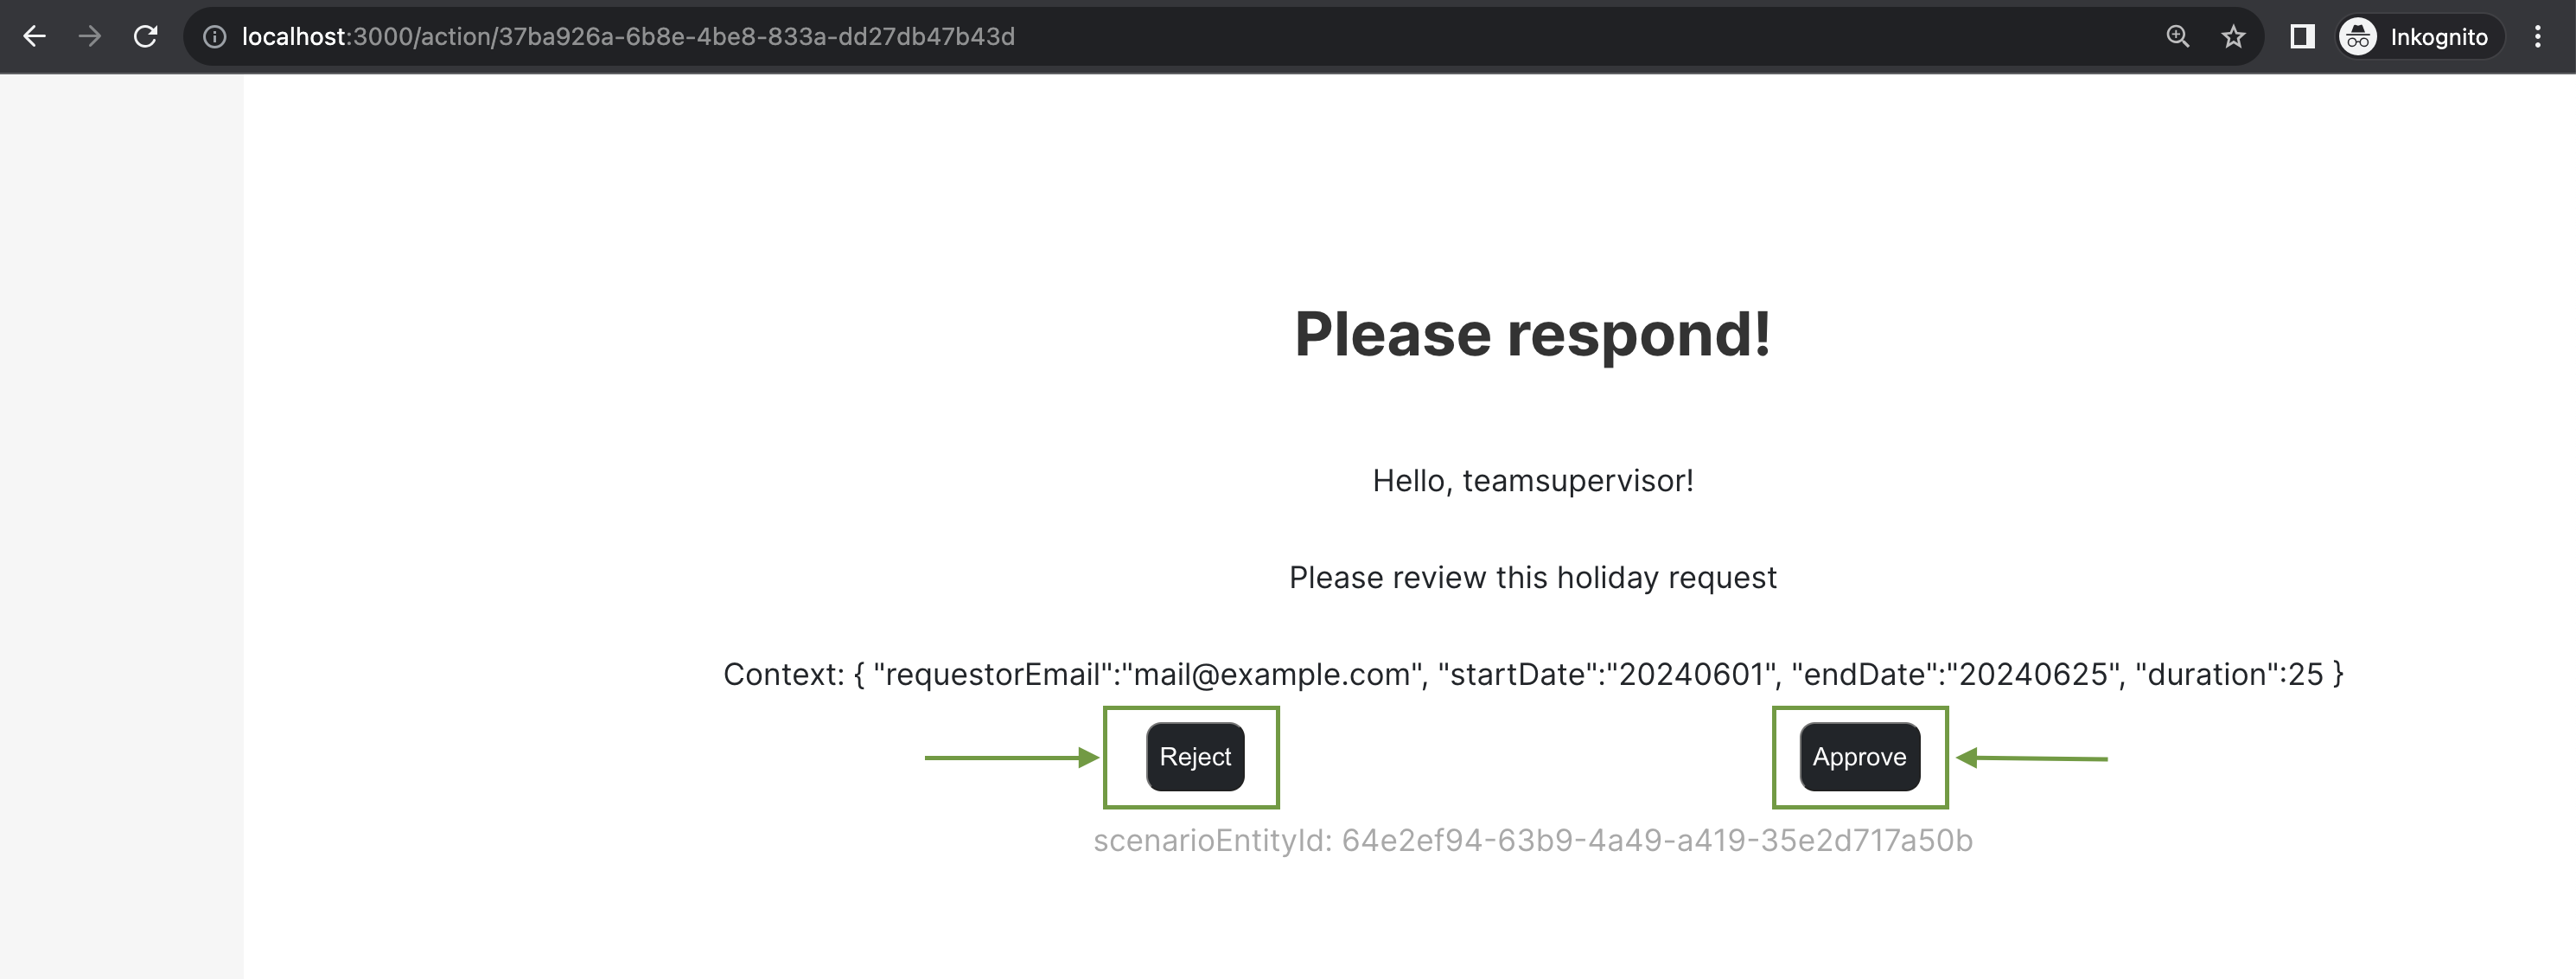 localhost:3000/action/37ba926a-6b8e-4be8-833a-dd27db47b43d
Inkognito
Please respond!
Hello, teamsupervisor!
Please review this holiday request
Context: { "requestorEmail":"mail@example.com", "startDate":"20240601", "endDate":"20240625", "duration":25 }
Reject
Approve
scenarioEntityId: 64e2ef94-63b9-4a49-a419-35e2d717a50b